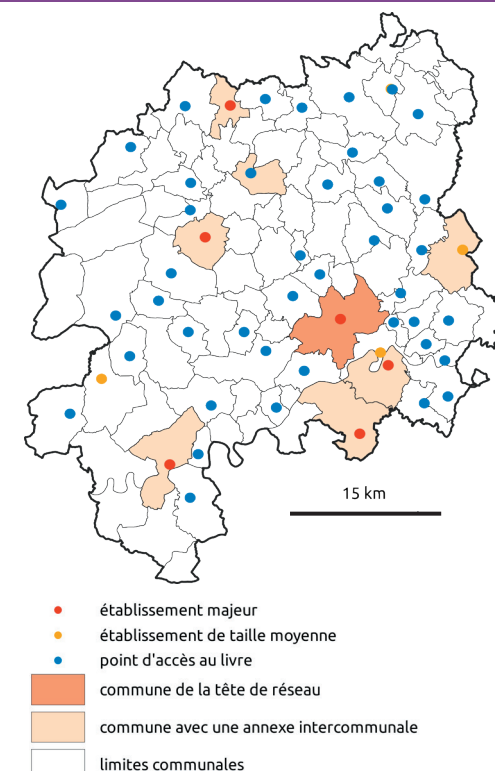 15 km
établissement majeur
établissement de taille moyenne
point d'accès au livre
commune de la tête de réseau
commune avec une annexe intercommunale
limites communales